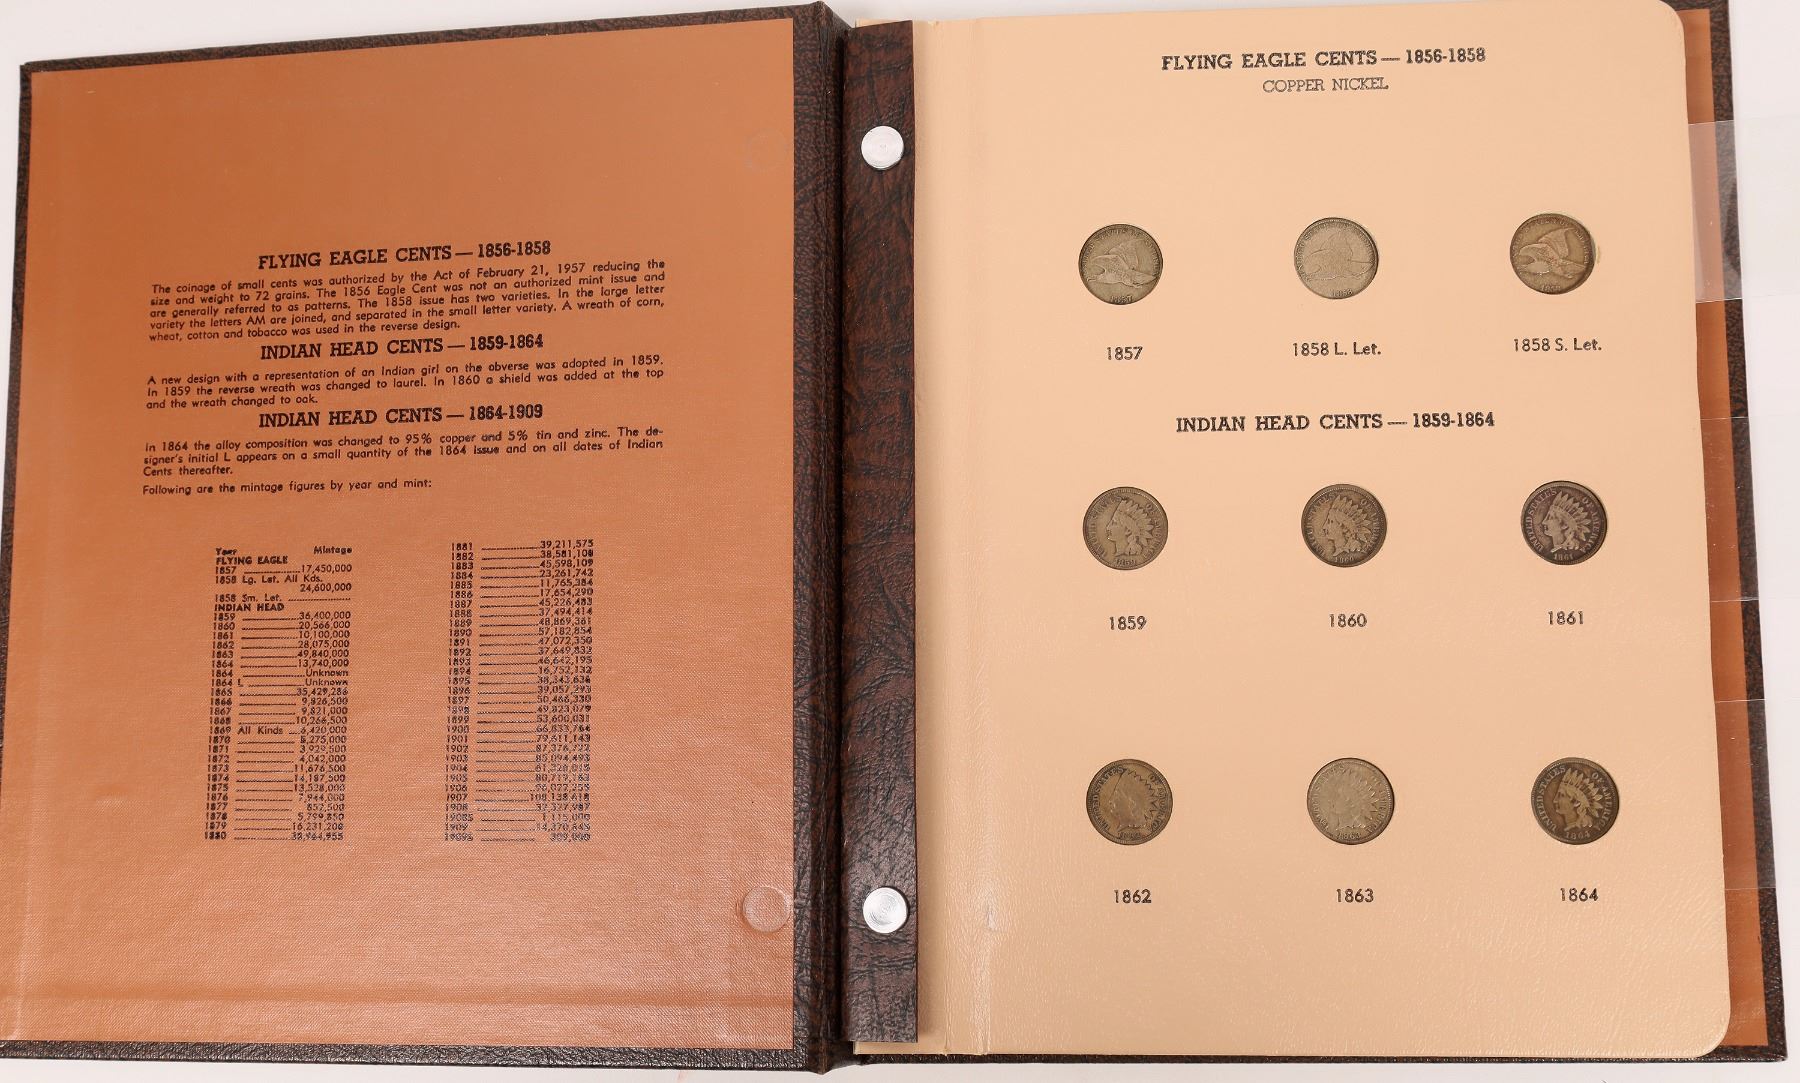 FLYING EAGLE CENTS — 1856-1858
The coinage of small cents was authorized by the Act of February 21, 1957 reducing the
size and weight to 72 grains. The 1856 Eagle Cent was not an authorized mint issue and
are generally referred to as patterns. The 1858 issue has two varieties. In the large letter
variety the letters AM are joined, and separated in the small letter variety. A wreath of corn,
wheat, cotton and tobacco was used in the reverse design.
INDIAN HEAD CENTS — 1859-1864
A new design with a representation of an Indian girl on the obverse was adopted in 1859.
In 1859 the reverse wreath was changed to laurel. In 1860 a shield was added at the top
and the wreath changed to oak.
INDIAN HEAD CENTS — 1864-1909
In 1864 the alloy composition was changed to 95% copper and 5% tin and zinc. The de-
signer's initial L appears on a small quantity of the 1864 issue and on all dates of Indian
Cents thereafter.
Following are the mintage figures by year and mint:
Year Mintage
FLYING EAGLE
1857 17,450,000
1858 Lg. Let. All Kds.
24,600,000
1858 Sm. Let.
INDIAN HEAD
1859 36,400,000
1860 20,566,000
1861 10,100,000
1862 28,075,000
1863 49,840,000
1864 13,740,000
1864 Unknown
1864 L Unknown
1865 35,429,286
1866 9,826,500
1867 9,821,000
1868 10,266,500
1869 All Kinds 6,420,000
1870 5,275,000
1871 3,929,500
1872 4,042,000
1873 11,676,500
1874 14,187,500
1875 13,528,000
1876 7,944,000
1877 852,500
1878 5,799,850
1879 16,231,200
1880 38,964,955
1881 39,211,575
1882 38,581,100
1883 45,598,109
1884 23,261,742
1885 11,765,384
1886 17,654,290
1887 45,226,483
1888 37,494,414
1889 48,869,361
1890 57,182,854
1891 47,072,350
1892 37,649,832
1893 46,642,195
1894 16,752,132
1895 38,343,636
1896 39,057,293
1897 50,466,330
1898 49,823,079
1899 53,600,031
1900 66,833,764
1901 79,611,143
1902 87,376,722
1903 85,094,493
1904 61,328,015
1905 80,719,163
1906 96,022,255
1907 108,138,618
1908 32,327,987
1908S 1,115,000
1909 14,370,645
1909S 309,000
FLYING EAGLE CENTS — 1856-1858
COPPER NICKEL
1857 1858 L. Let. 1858 S. Let.
INDIAN HEAD CENTS — 1859-1864
1859 1860 1861
1862 1863 1864